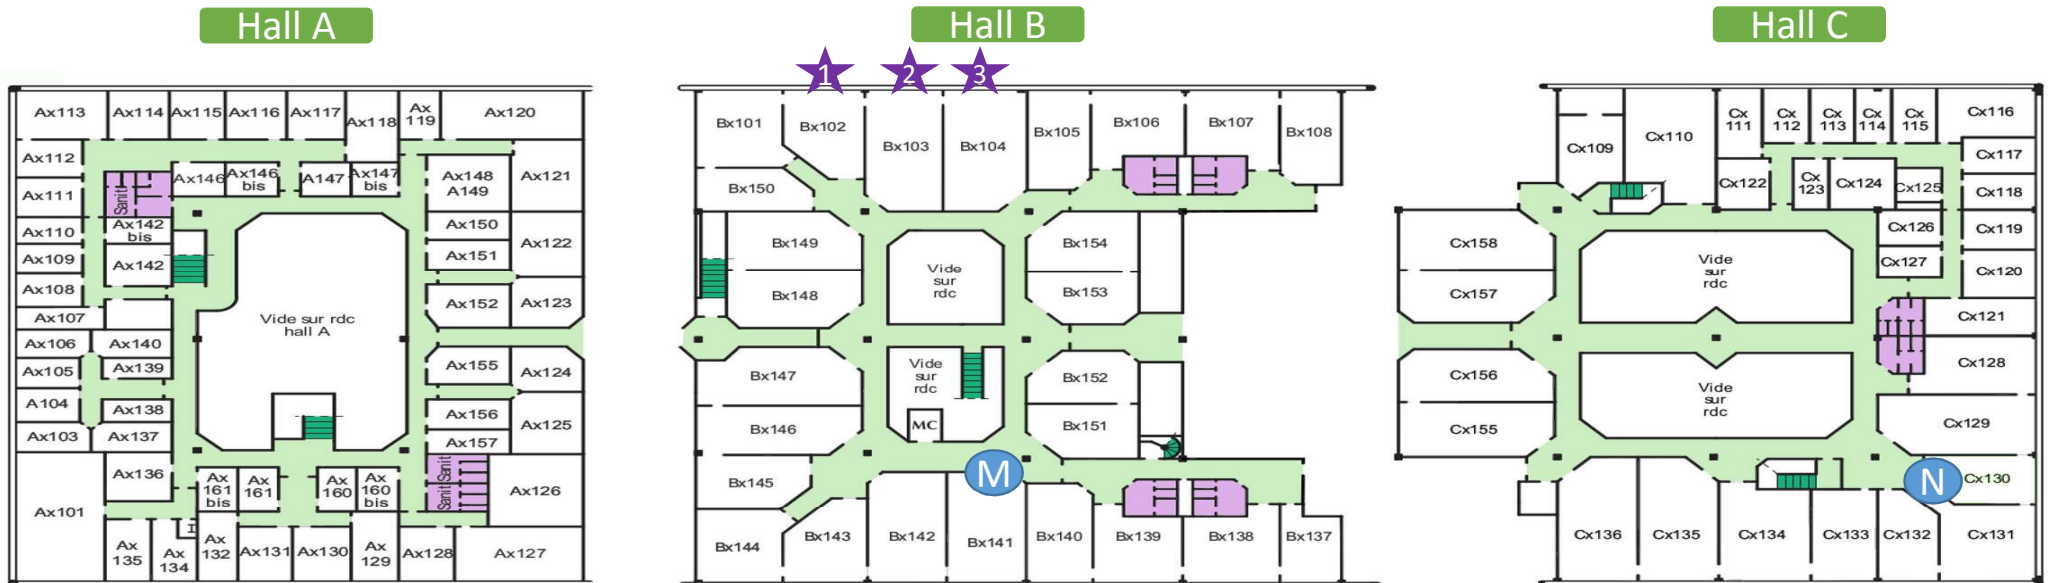 Hall A
Hall B
Hall C
1
2
3
Ax113
Ax114
Ax115
Ax116
Ax117
Ax118
Ax
119
Ax120
Ax112
Ax111
Ax110
Ax109
Ax108
Ax107
Ax106
Ax105
A104
Ax103
Ax101
Sanit
Ax146
Ax146
bis
A147
Ax147
bis
Ax148
A149
Ax121
Ax142
bis
Ax142
Ax150
Ax122
Ax151
Ax152
Ax123
Vide sur rdc
hall A
Ax140
Ax139
Ax138
Ax137
Ax136
Ax155
Ax124
Ax156
Ax125
Ax157
Sanit
Sanit
Ax126
Ax
161
bis
Ax
161
Ax
160
Ax
160
bis
Ax
135
Ax
134
Ax
132
Ax131
Ax130
Ax
129
Ax128
Ax127
Bx101
Bx102
Bx103
Bx104
Bx105
Bx106
Bx107
Bx108
Bx150
Bx149
Bx148
Vide
sur
rdc
Bx154
Bx153
Bx147
Bx146
Vide
sur
rdc
MC
Bx152
Bx151
Bx145
M
Bx144
Bx143
Bx142
Bx141
Bx140
Bx139
Bx138
Bx137
Cx109
Cx110
Cx
111
Cx
112
Cx
113
Cx
114
Cx
115
Cx116
Cx117
Cx118
Cx119
Cx120
Cx122
Cx
123
Cx124
Cx125
Cx126
Cx127
Cx158
Cx157
Vide
sur
rdc
Cx121
Cx128
Cx156
Cx155
Vide
sur
rdc
Cx129
N
Cx130
Cx136
Cx135
Cx134
Cx133
Cx132
Cx131